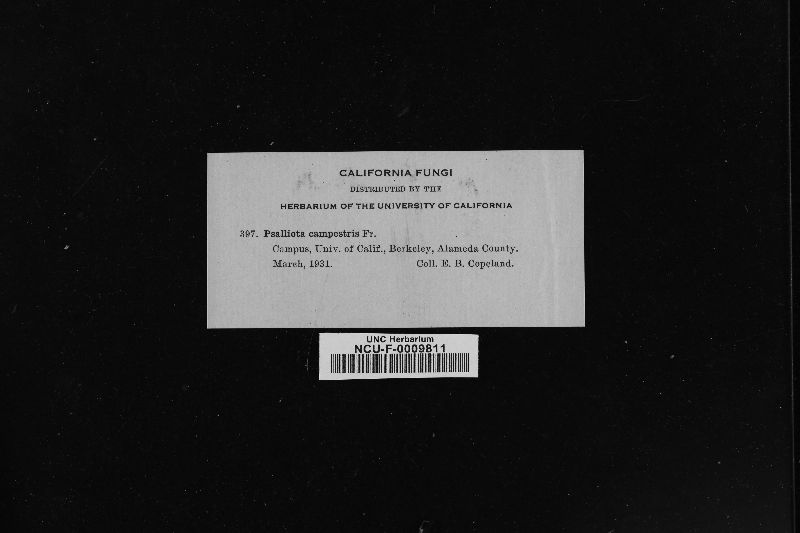 CALIFORNIA FUNGI
DISTRIBUTED BY THE
HERBARIUM OF THE UNIVERSITY OF CALIFORNIA
397. Psalliota campestris Fr.
Campus, Univ. of Calif., Berkeley, Alameda County.
March, 1931. Coll. E. B. Copeland.
UNC Herbarium
NCU-F-0009811